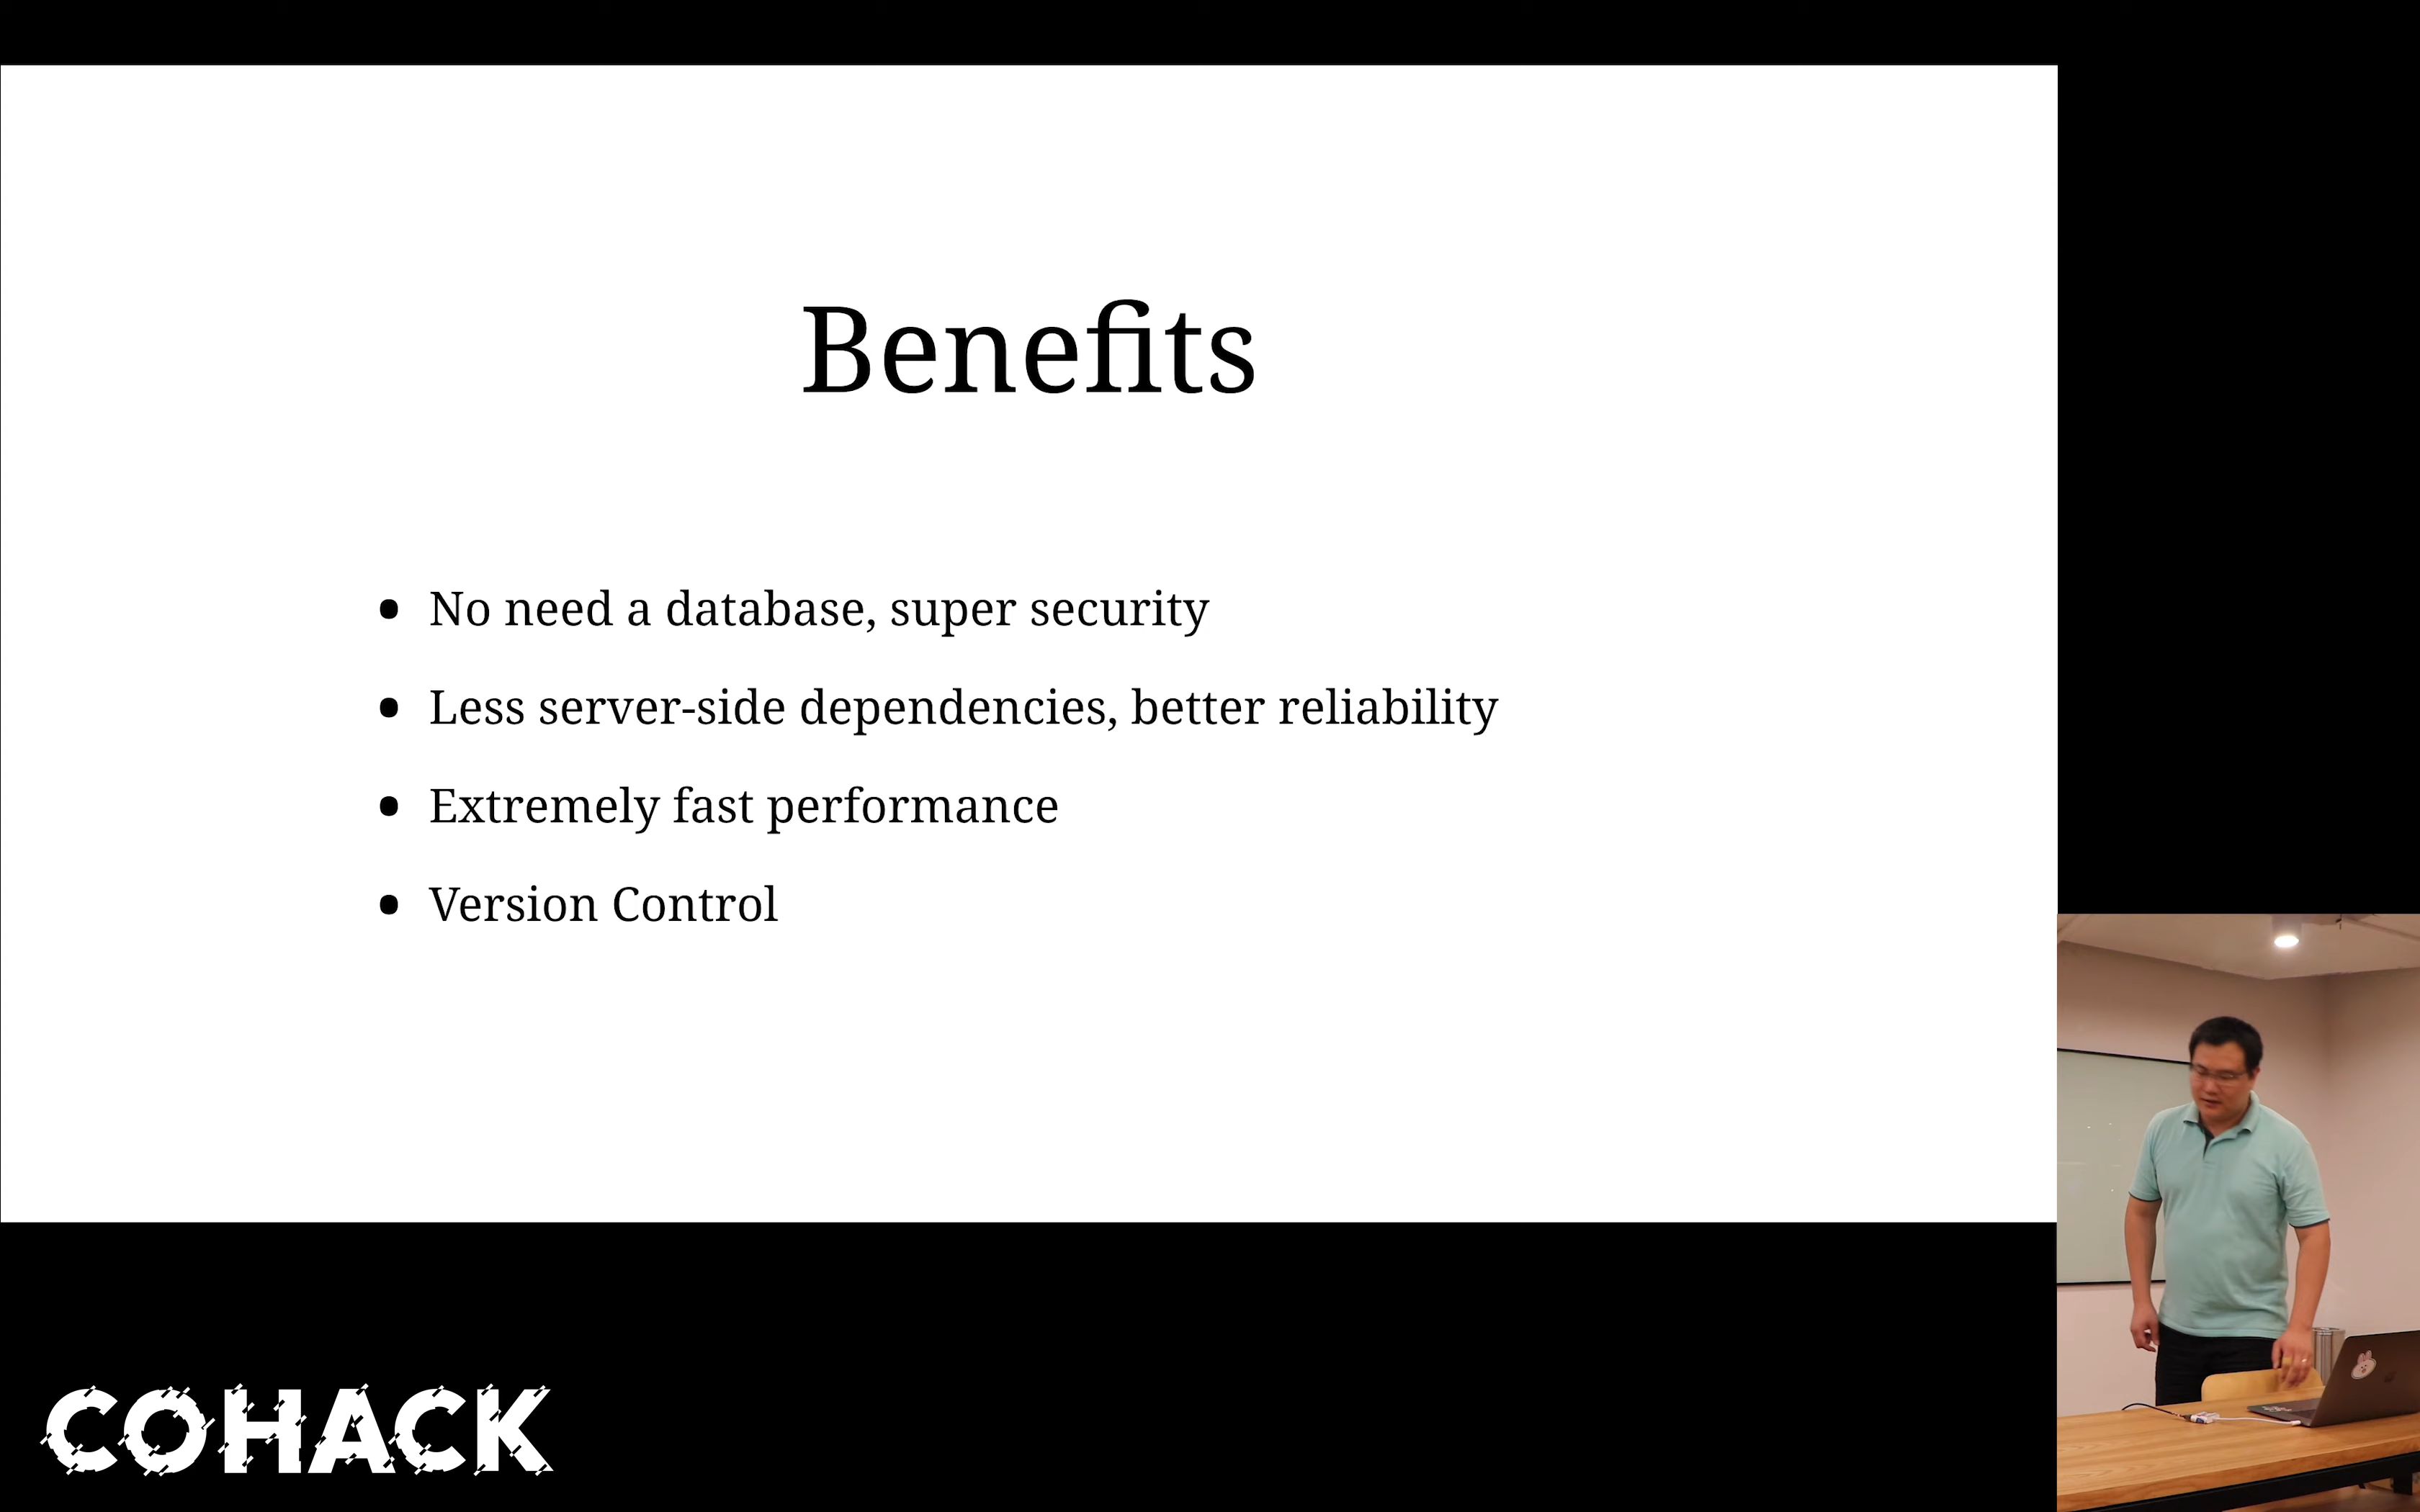 Benefits
• No need a database, super security
• Less server-side dependencies, better reliability
• Extremely fast performance
• Version Control
COHACK